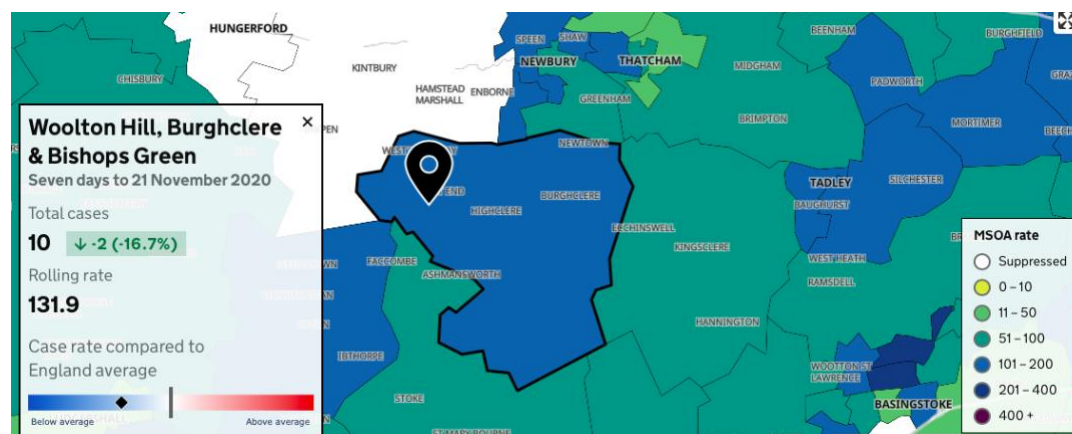 HUNGERFORD
CHISBURY
KINTBURY
HAMSTEAD
MARSHALL
ENBORNE
SPEEN
SHAW
NEWBURY
THATCHAM
GREENHAM
MIDGHAM
BRIMPTON
BEENHAM
BURGHFIELD
PADWORTH
MORTIMER
Woolton Hill, Burghclere
& Bishops Green
Seven days to 21 November 2020
Total cases
10 ↓ -2 (-16.7%)
Rolling rate
131.9
Case rate compared to
England average
Below average
Above average
NEWTOWN
HIGHCLERE
BURGHCLERE
ECCHINSWELL
KINGSCLERE
FACCOMBE
ASHMANSWORTH
HANNINGTON
IBTHORPE
STOKE
ST MARY BOURNE
TADLEY
BAUGHURST
SILCHESTER
WEST HEATH
RAMSDELL
WOOTTON ST
LAWRENCE
BASINGSTOKE
MSOA rate
Suppressed
0 – 10
11 – 50
51 – 100
101 – 200
201 – 400
400 +